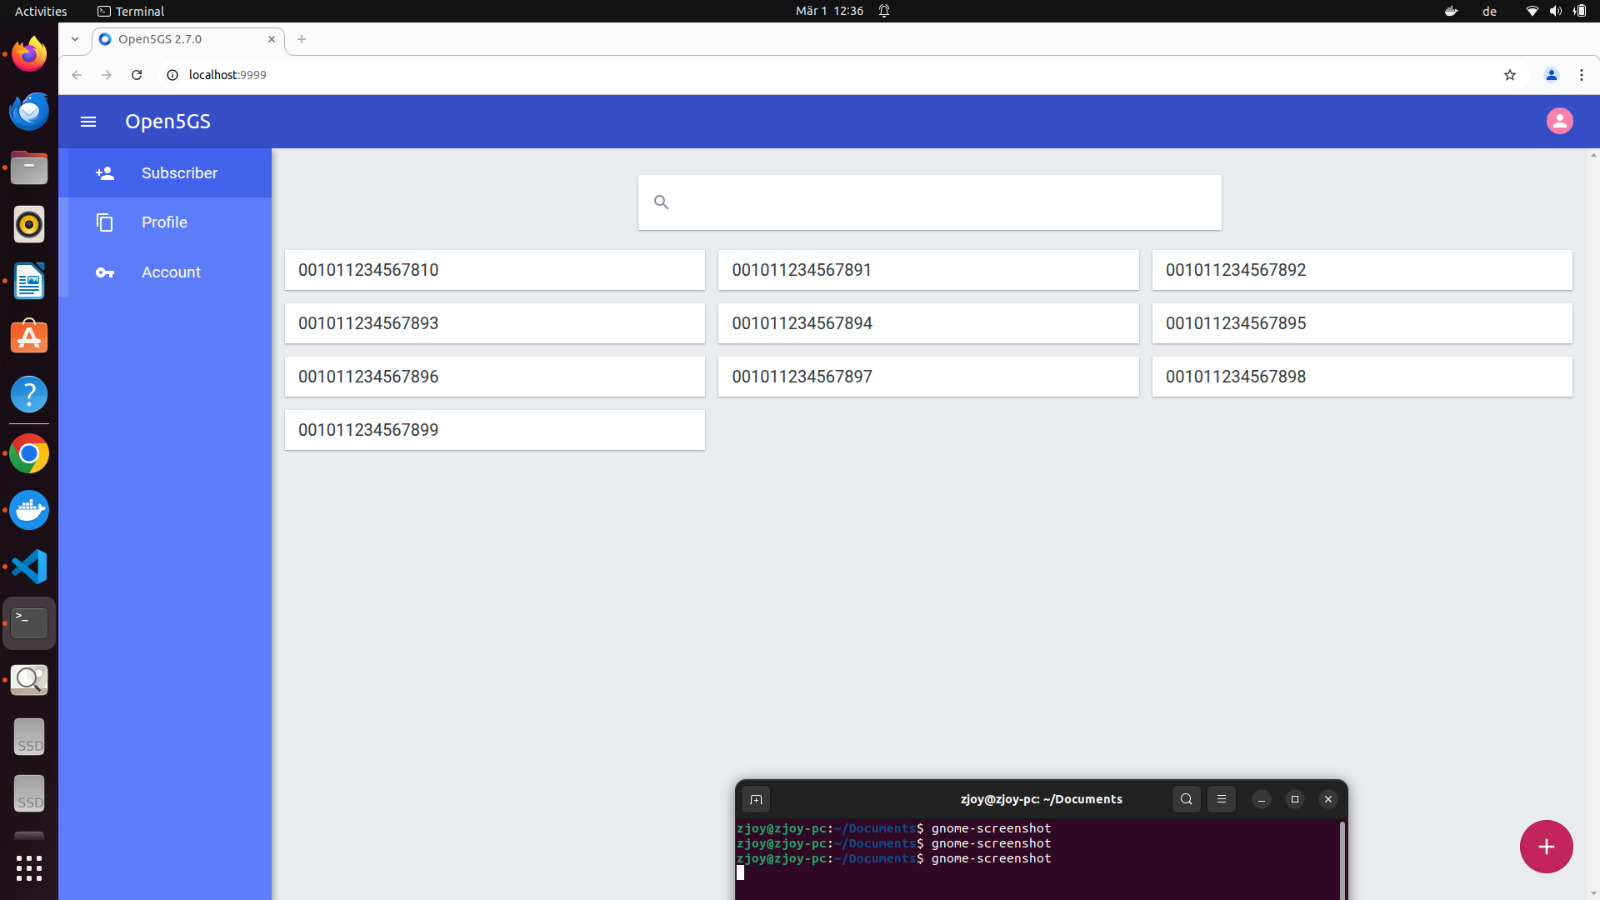 Activities
Terminal
Mär 1 12:36
de
Open5GS 2.7.0
localhost:9999
Open5GS
Subscriber
Profile
Account
001011234567810
001011234567891
001011234567892
001011234567893
001011234567894
001011234567895
001011234567896
001011234567897
001011234567898
001011234567899
SSD
SSD
zjoy@zjoy-pc: ~/Documents
zjoy@zjoy-pc:~/Documents$ gnome-screenshot
zjoy@zjoy-pc:~/Documents$ gnome-screenshot
zjoy@zjoy-pc:~/Documents$ gnome-screenshot